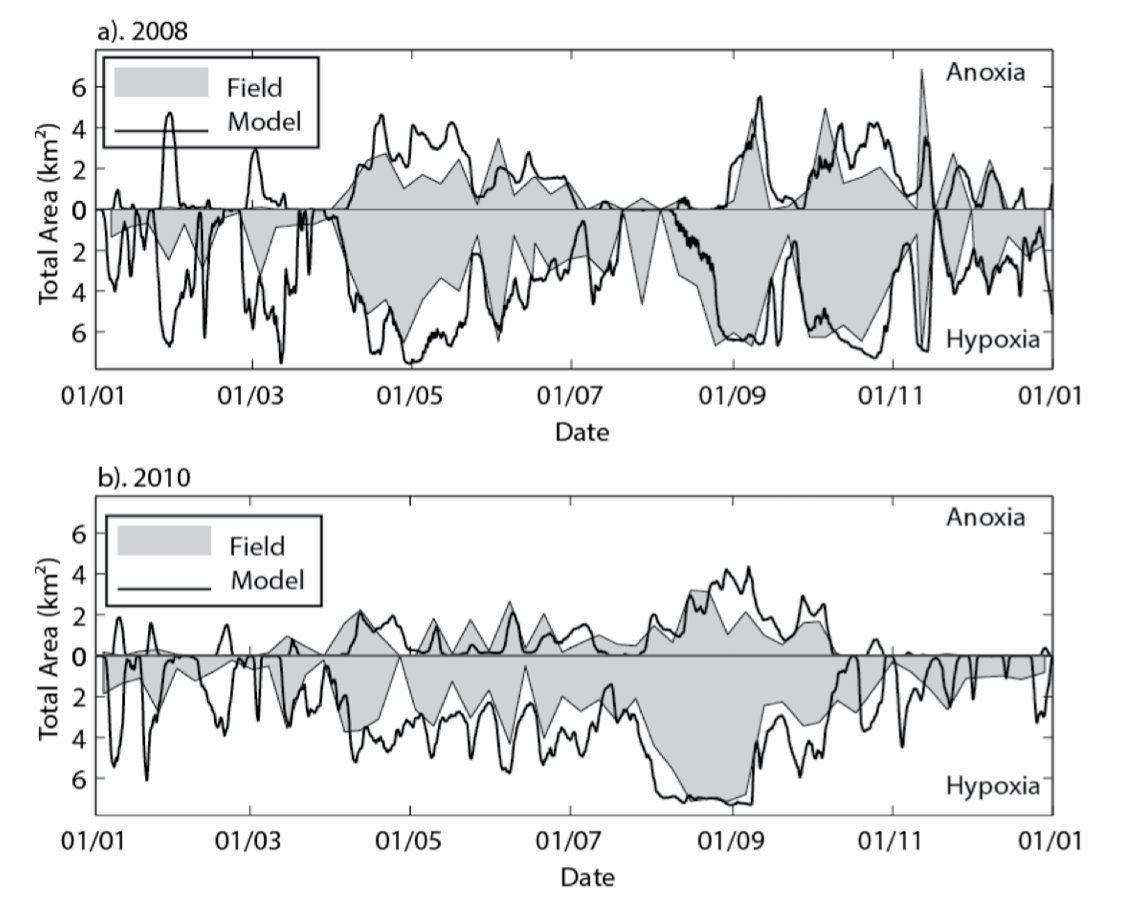 a). 2008
Anoxia
Field
Model
6
4
2
0
2
4
6
Total Area (km²)
Hypoxia
01/01 01/03 01/05 01/07 01/09 01/11 01/01
Date
b). 2010
Anoxia
Field
Model
6
4
2
0
2
4
6
Total Area (km²)
Hypoxia
01/01 01/03 01/05 01/07 01/09 01/11 01/01
Date